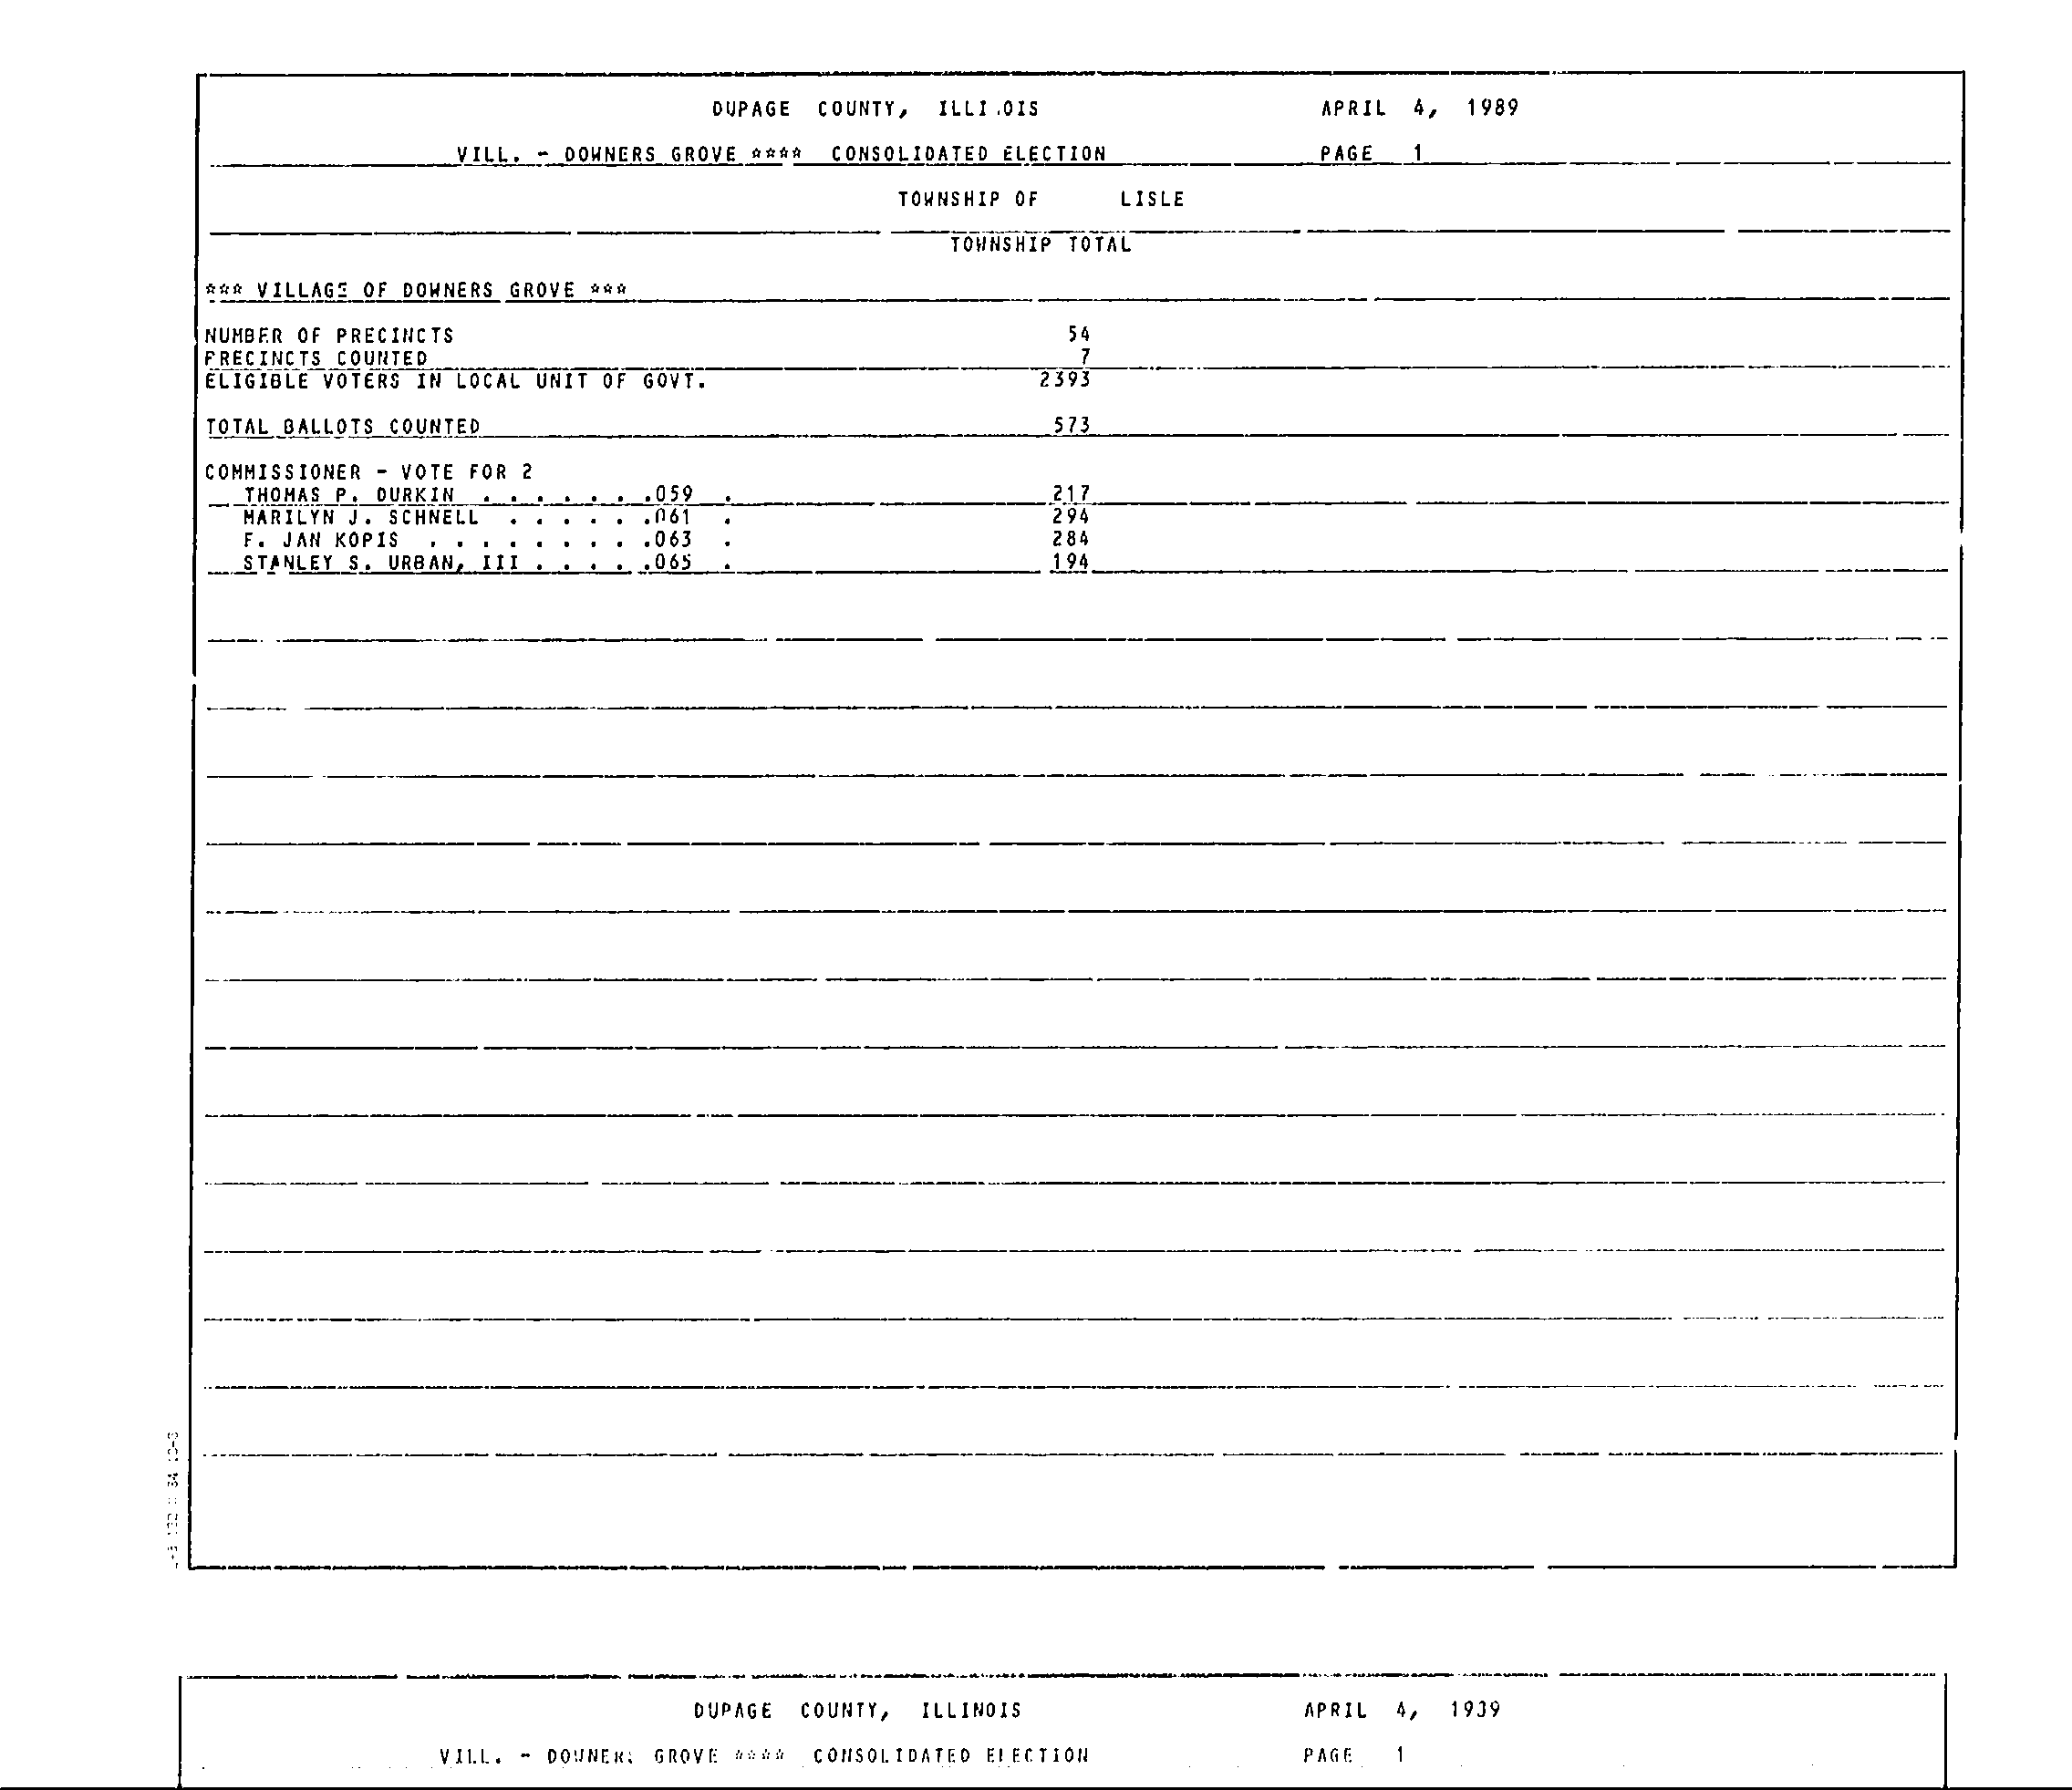 DUPAGE COUNTY, ILLI.OIS APRIL 4, 1989
VILL. - DOWNERS GROVE **** CONSOLIDATED ELECTION PAGE 1
TOWNSHIP OF LISLE
TOWNSHIP TOTAL
*** VILLAGE OF DOWNERS GROVE ***
NUMBER OF PRECINCTS 54
PRECINCTS COUNTED 7
ELIGIBLE VOTERS IN LOCAL UNIT OF GOVT. 2393
TOTAL BALLOTS COUNTED 573
COMMISSIONER - VOTE FOR 2
THOMAS P. DURKIN . . . . . . .059 . 217
MARILYN J. SCHNELL . . . . . .061 . 294
F. JAN KOPIS . . . . . . . . .063 . 284
STANLEY S. URBAN, III . . . . .065 . 194
DUPAGE COUNTY, ILLINOIS APRIL 4, 1939
VILL. - DOWNERS GROVE **** CONSOLIDATED ELECTION PAGE 1